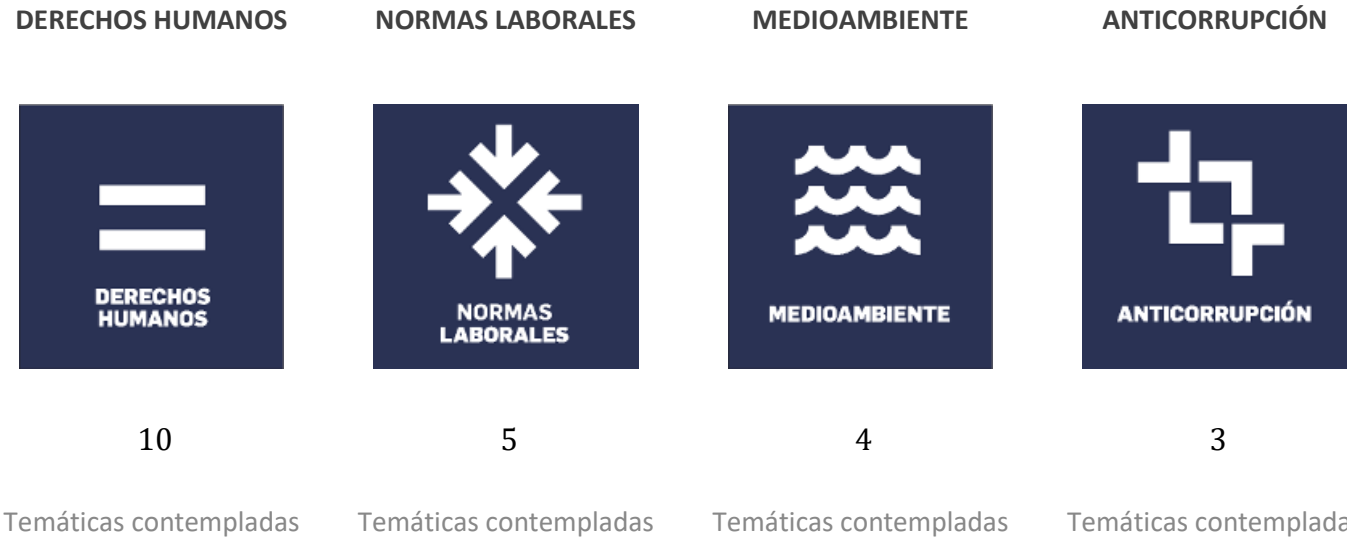 DERECHOS HUMANOS NORMAS LABORALES MEDIOAMBIENTE ANTICORRUPCIÓN
DERECHOS
HUMANOS
NORMAS
LABORALES
MEDIOAMBIENTE
ANTICORRUPCIÓN
10 5 4 3
Temáticas contempladas Temáticas contempladas Temáticas contempladas Temáticas contemplada